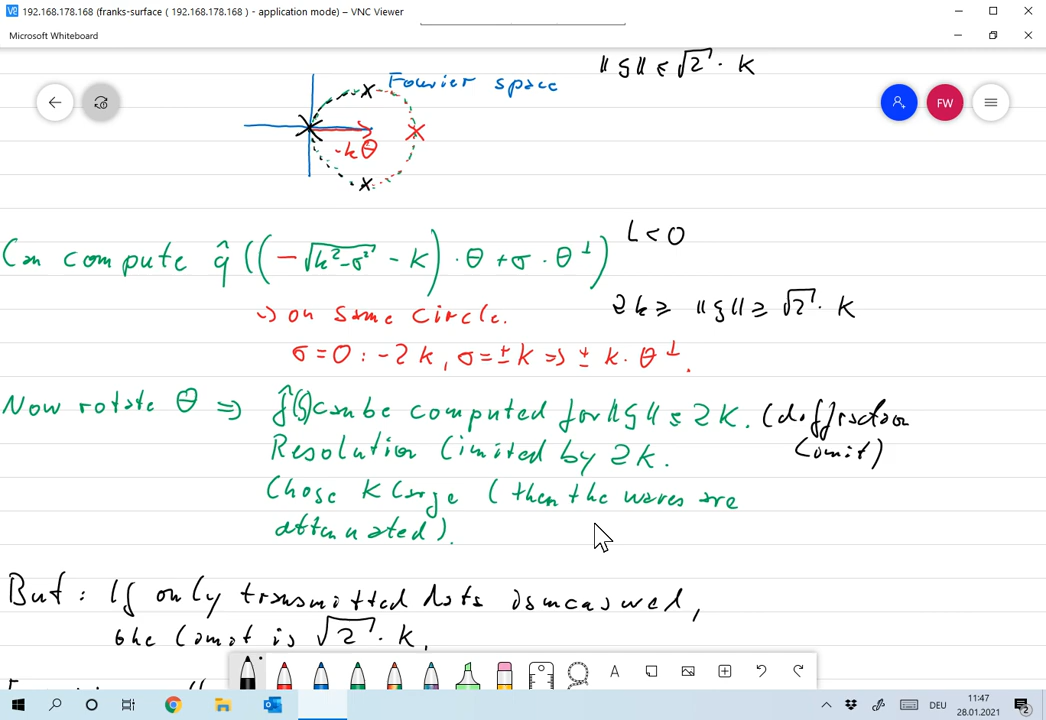 192.168.178.168 (franks-surface ( 192.168.178.168 ) - application mode) – VNC Viewer
Microsoft Whiteboard
‖ξ‖ ≤ √2 · k
Fourier space
FW
-kθ
L < 0
Can compute q̂ ((-√(k²-σ²) - k) · θ + σ · θ⊥)
2k ≥ ‖ξ‖ ≥ √2 · k
→ on same circle.
σ = 0 : -2k, σ = ± k ⇒ ± k · θ⊥.
Now rotate θ ⇒ f̂(ξ) can be computed for ‖ξ‖ ≤ 2k. (diffraction
Limit)
Resolution limited by 2k.
Chose k large (then the waves are
attenuated).
But : If only transmitted data is measured,
the limit is √2 · k.
A
DEU
11:47
28.01.2021
2